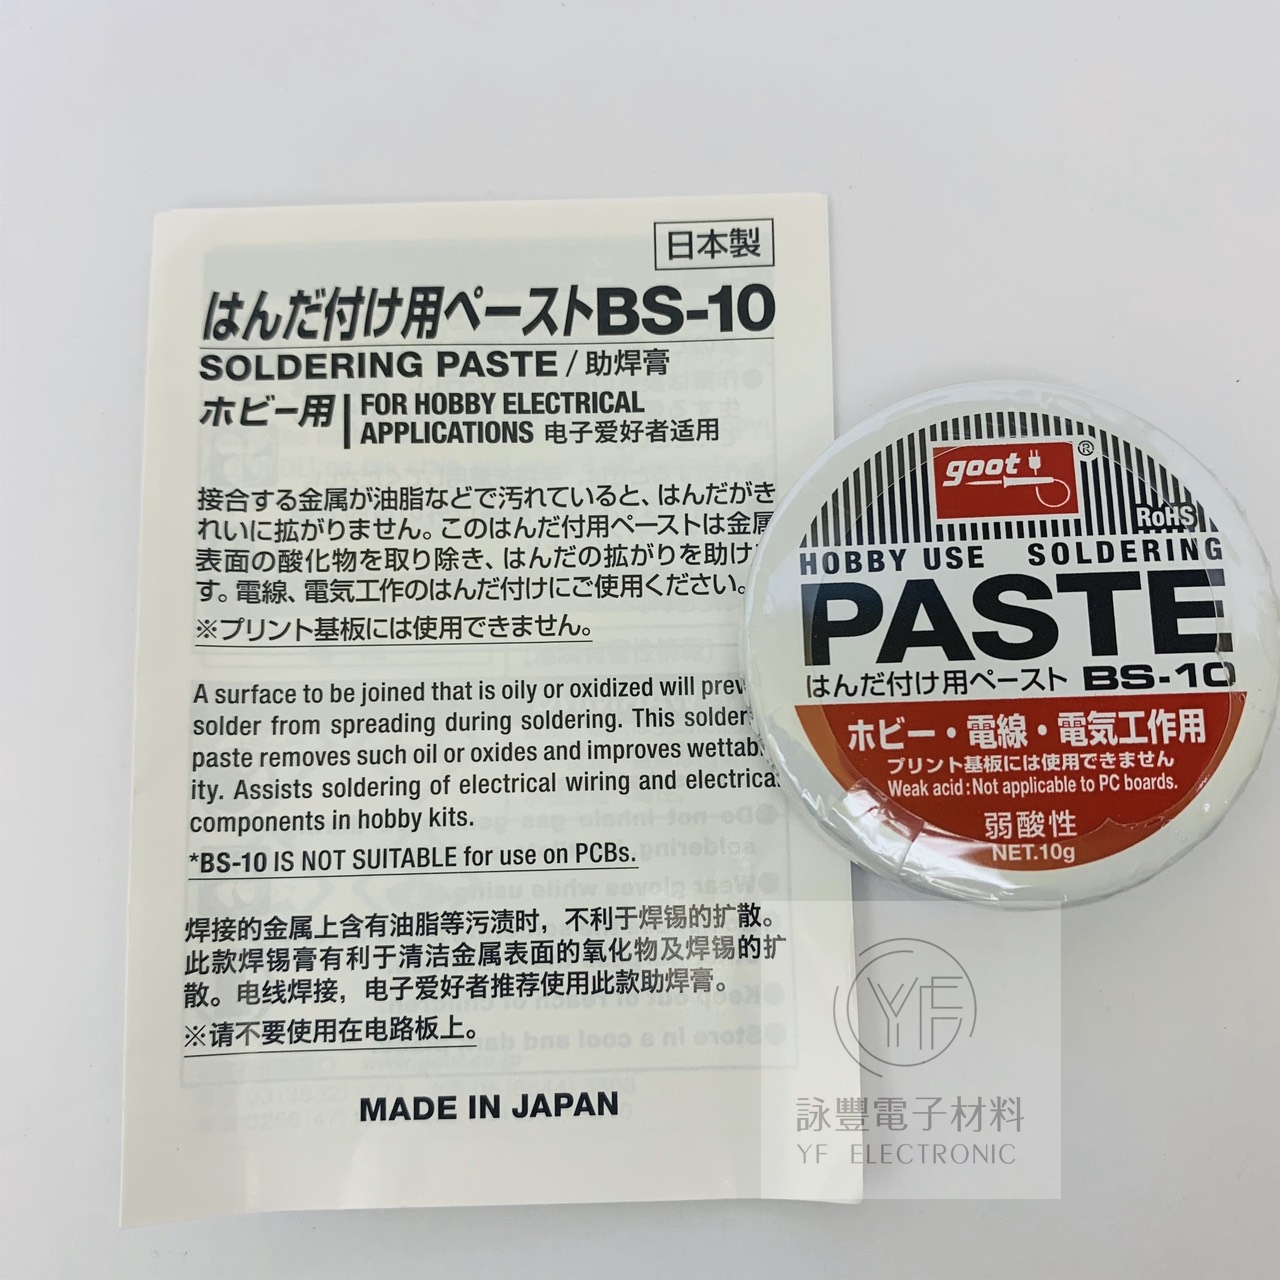 日本製
はんだ付け用ペーストBS-10
SOLDERING PASTE / 助焊膏
ホビー用
FOR HOBBY ELECTRICAL
APPLICATIONS 电子爱好者适用
接合する金属が油脂などで汚れていると、はんだがき
れいに拡がりません。このはんだ付用ペーストは金属
表面の酸化物を取り除き、はんだの拡がりを助け
す。電線、電気工作のはんだ付けにご使用ください。
※プリント基板には使用できません。
A surface to be joined that is oily or oxidized will prev
solder from spreading during soldering. This solder
paste removes such oil or oxides and improves wettab
ity. Assists soldering of electrical wiring and electrica
components in hobby kits.
*BS-10 IS NOT SUITABLE for use on PCBs.
焊接的金属上含有油脂等污渍时，不利于焊锡的扩散。
此款焊锡膏有利于清洁金属表面的氧化物及焊锡的扩
散。电线焊接，电子爱好者推荐使用此款助焊膏。
※请不要使用在电路板上。
MADE IN JAPAN
goot
®
RoHS
HOBBY USE SOLDERING
PASTE
はんだ付け用ペースト BS-10
ホビー・電線・電気工作用
プリント基板には使用できません
Weak acid:Not applicable to PC boards.
弱酸性
NET.10g
YF
詠豐電子材料
YF ELECTRONIC